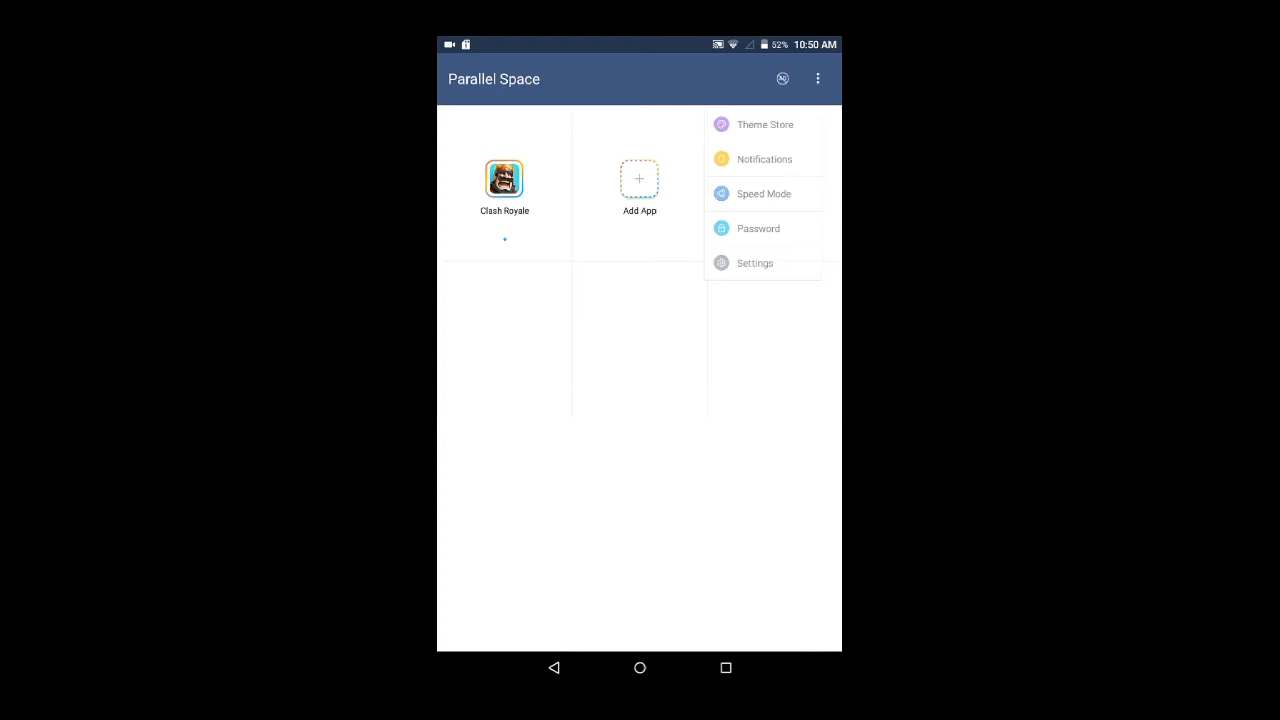 52% 10:50 AM
Parallel Space
Theme Store
Notifications
Speed Mode
Password
Settings
Clash Royale
Add App